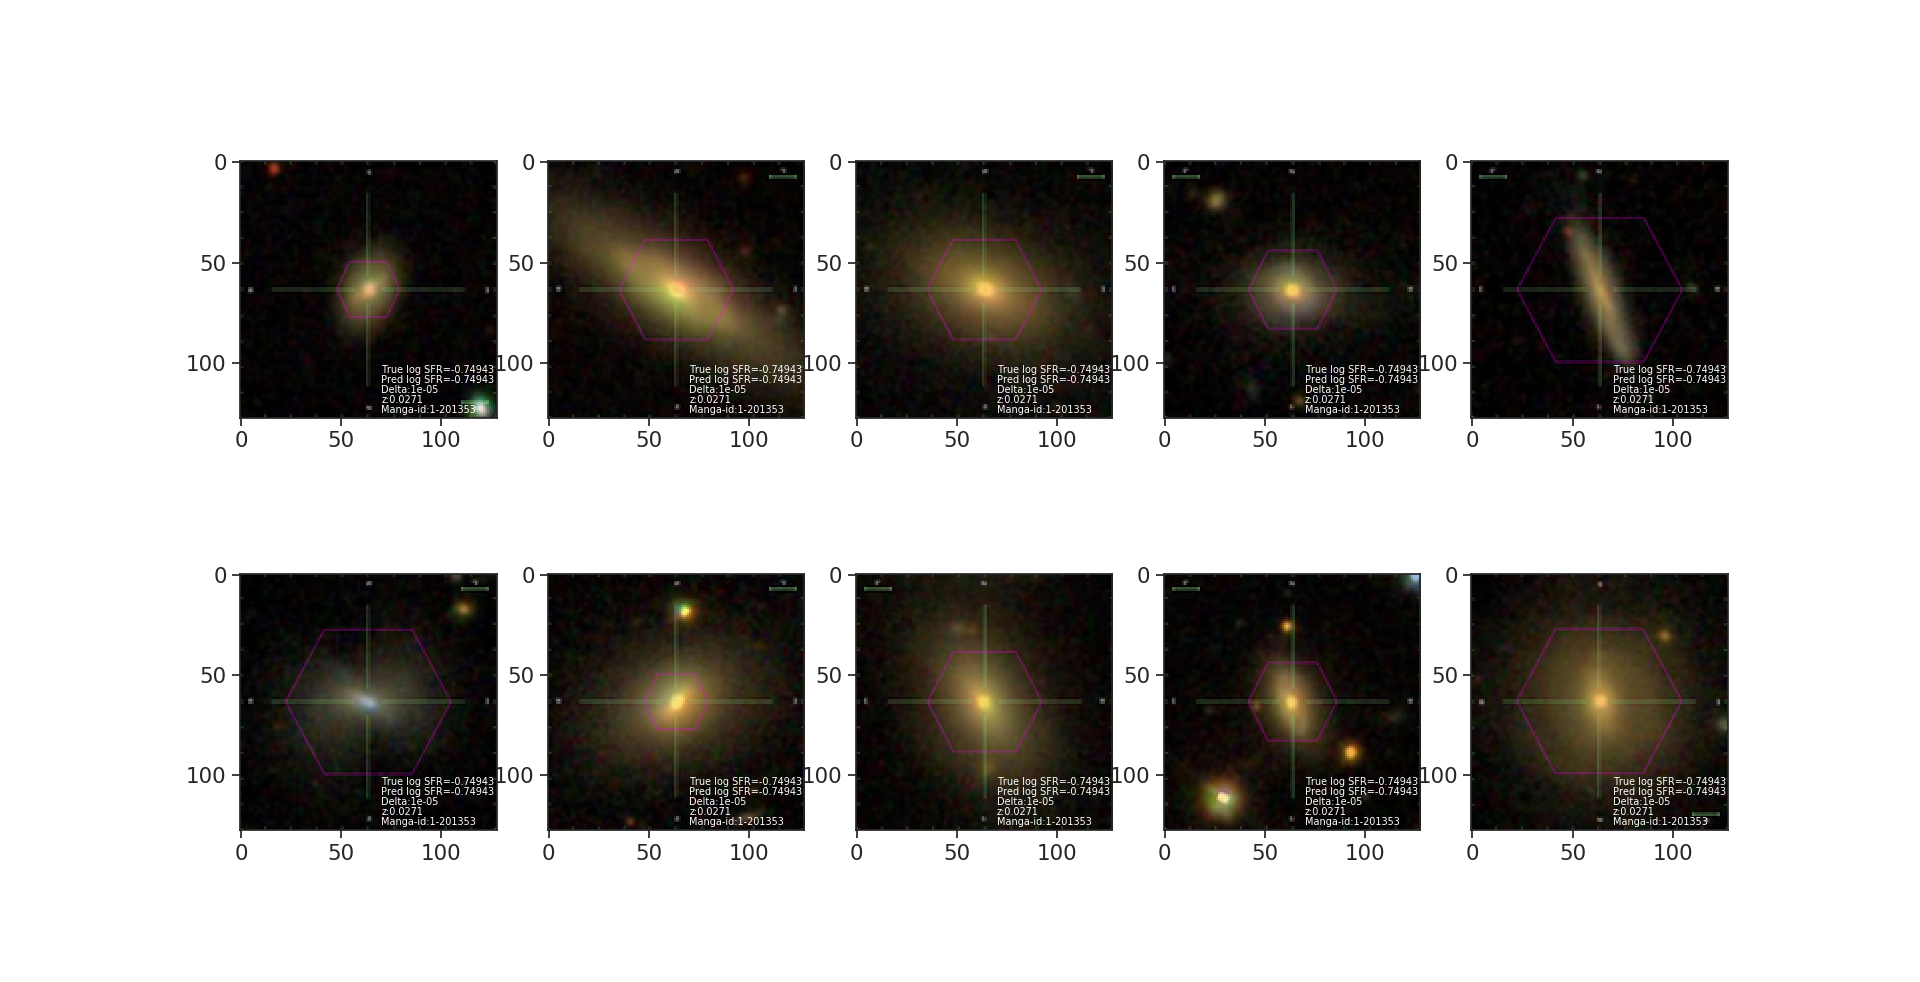 0
50
100
0 50 100
True log SFR=-0.74943
Pred log SFR=-0.74943
Delta:1e-05
z:0.0271
Manga-id:1-201353
100
0 50 100
True log SFR=-0.74943
Pred log SFR=-0.74943
Delta:1e-05
z:0.0271
Manga-id:1-201353
0
50
100
0 50 100
True log SFR=-0.74943
Pred log SFR=-0.74943
Delta:1e-05
z:0.0271
Manga-id:1-201353
0
50
100
0 50 100
True log SFR=-0.74943
Pred log SFR=-0.74943
Delta:1e-05
z:0.0271
Manga-id:1-201353
0
50
100
0 50 100
True log SFR=-0.74943
Pred log SFR=-0.74943
Delta:1e-05
z:0.0271
Manga-id:1-201353
0
50
0
50
100
0 50 100
True log SFR=-0.74943
Pred log SFR=-0.74943
Delta:1e-05
z:0.0271
Manga-id:1-201353
0
50
100
0 50 100
True log SFR=-0.74943
Pred log SFR=-0.74943
Delta:1e-05
z:0.0271
Manga-id:1-201353
0
50
100
0 50 100
True log SFR=-0.74943
Pred log SFR=-0.74943
Delta:1e-05
z:0.0271
Manga-id:1-201353
0
50
100
0 50 100
True log SFR=-0.74943
Pred log SFR=-0.74943
Delta:1e-05
z:0.0271
Manga-id:1-201353
0
50
100
0 50 100
True log SFR=-0.74943
Pred log SFR=-0.74943
Delta:1e-05
z:0.0271
Manga-id:1-201353